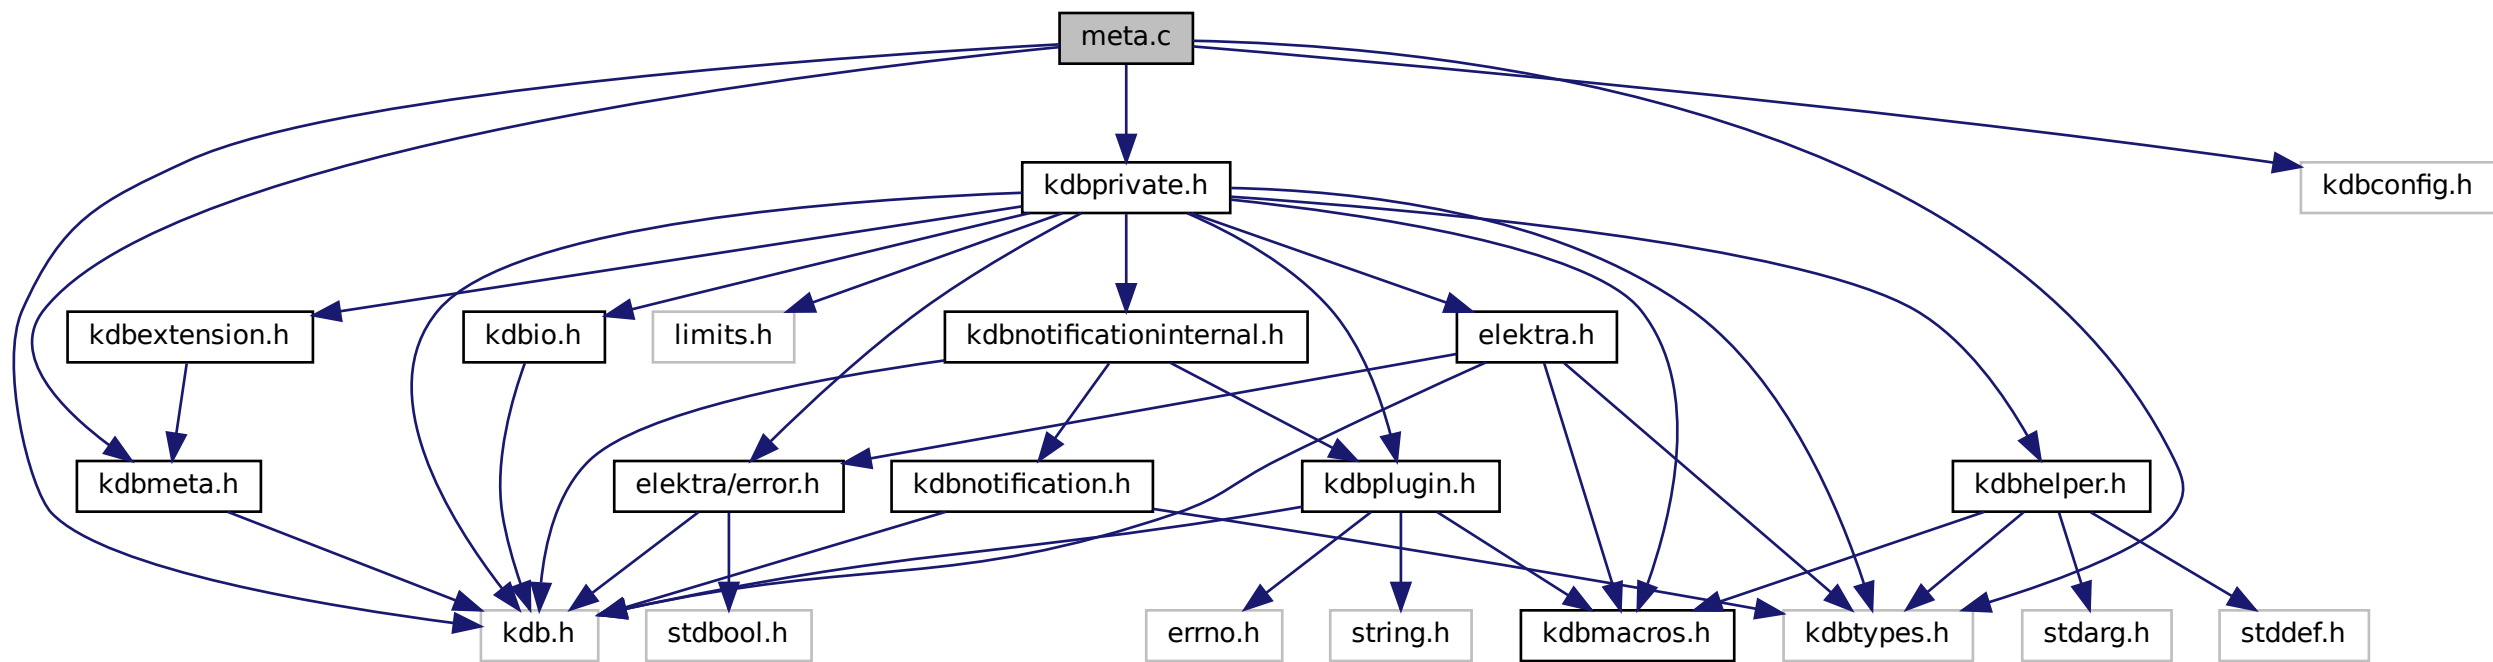 meta.c
kdbprivate.h
kdbconfig.h
kdbextension.h
kdbio.h
limits.h
kdbnotificationinternal.h
elektra.h
kdbmeta.h
elektra/error.h
kdbnotification.h
kdbplugin.h
kdbhelper.h
kdb.h
stdbool.h
errno.h
string.h
kdbmacros.h
kdbtypes.h
stdarg.h
stddef.h